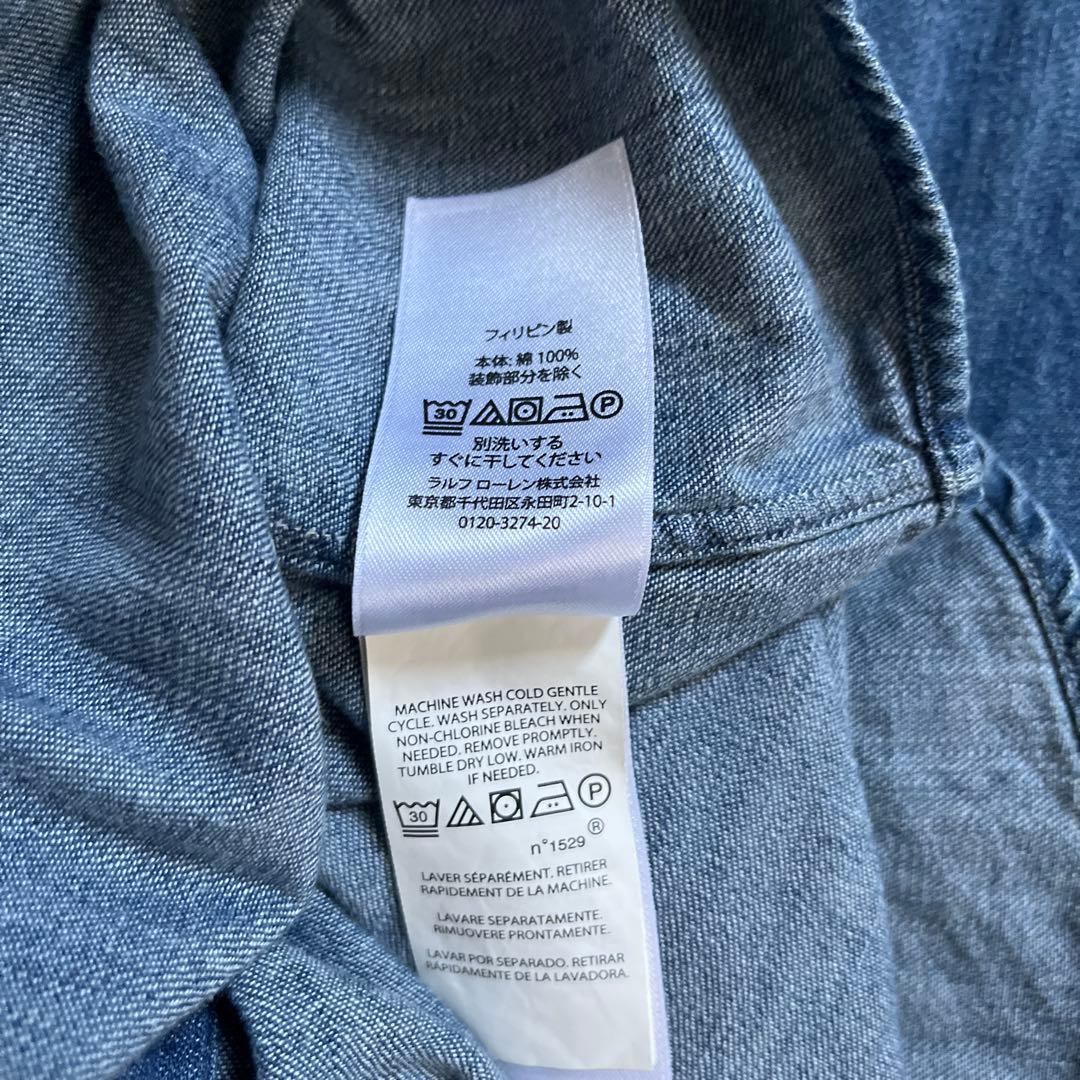 フィリピン製
本体: 綿 100%
装飾部分を除く
30 P
別洗いする
すぐに干してください
ラルフ ローレン株式会社
東京都千代田区永田町2-10-1
0120-3274-20
MACHINE WASH COLD GENTLE
CYCLE. WASH SEPARATELY. ONLY
NON-CHLORINE BLEACH WHEN
NEEDED. REMOVE PROMPTLY.
TUMBLE DRY LOW. WARM IRON
IF NEEDED.
30 P
n°1529 ®
LAVER SÉPARÉMENT. RETIRER
RAPIDEMENT DE LA MACHINE.
LAVARE SEPARATAMENTE.
RIMUOVERE PRONTAMENTE.
LAVAR POR SEPARADO. RETIRAR
RÁPIDAMENTE DE LA LAVADORA.